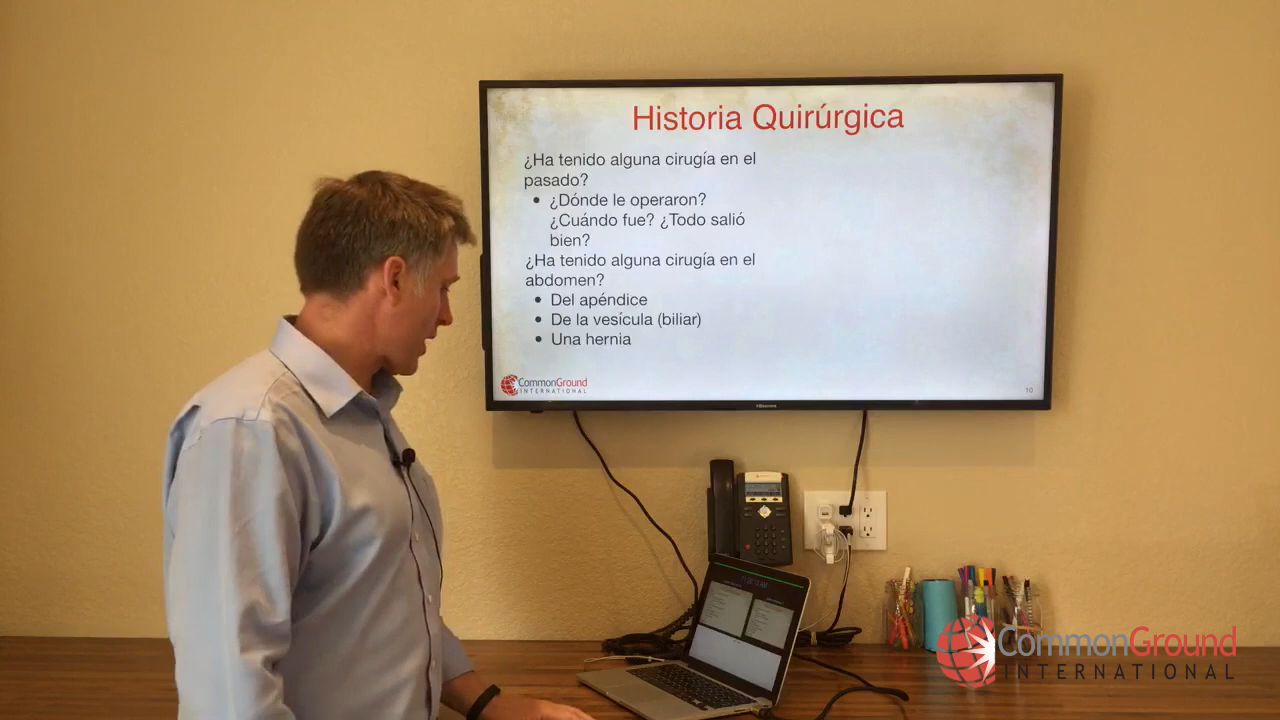 Historia Quirúrgica
¿Ha tenido alguna cirugía en el
pasado?
• ¿Dónde le operaron?
¿Cuándo fue? ¿Todo salió
bien?
¿Ha tenido alguna cirugía en el
abdomen?
• Del apéndice
• De la vesícula (biliar)
• Una hernia
CommonGround
INTERNATIONAL
10
Hisense
CommonGround
INTERNATIONAL